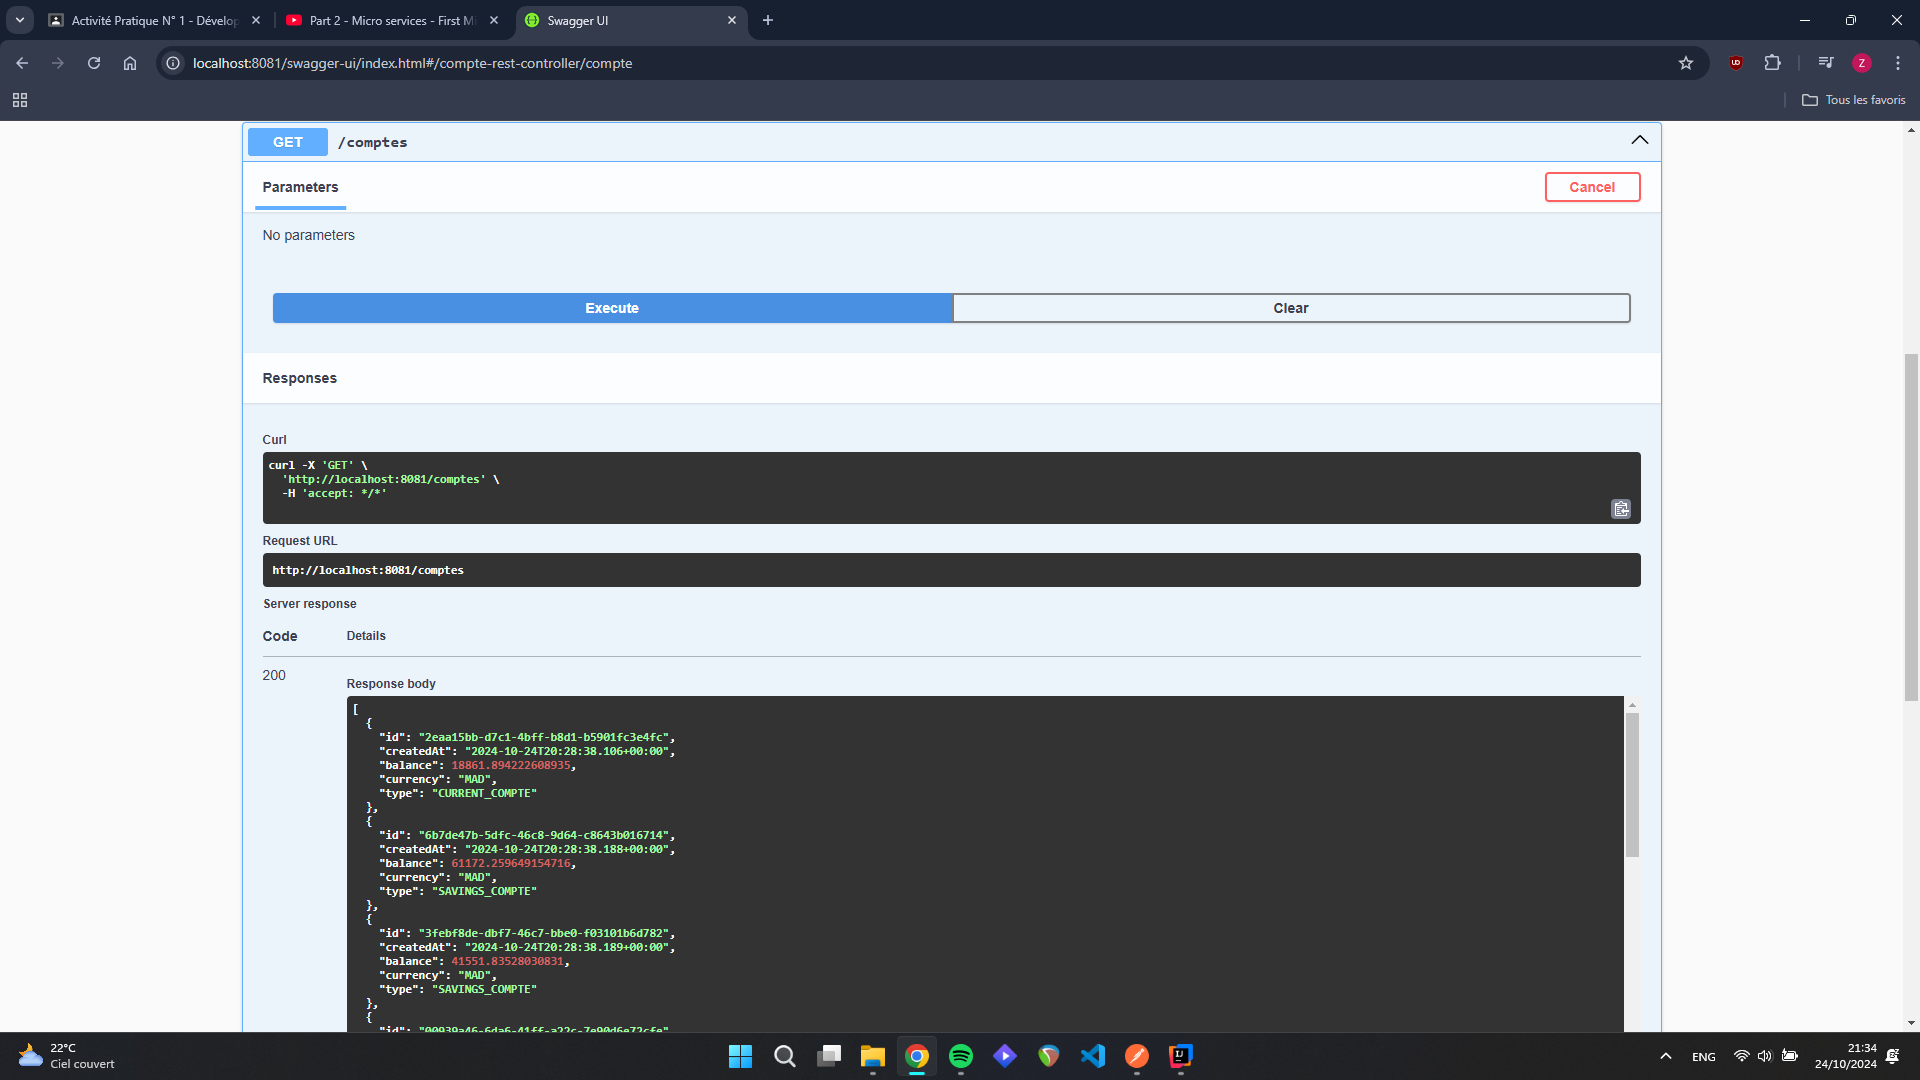 Activité Pratique N° 1 - Dévelop
Part 2 - Micro services - First Mi
Swagger UI
localhost:8081/swagger-ui/index.html#/compte-rest-controller/compte
Z
Tous les favoris
GET /comptes
Parameters
Cancel
No parameters
Execute
Clear
Responses
Curl
curl -X 'GET' \
'http://localhost:8081/comptes' \
-H 'accept: */*'
Request URL
http://localhost:8081/comptes
Server response
Code Details
200
Response body
[
{
"id": "2eaa15bb-d7c1-4bff-b8d1-b5901fc3e4fc",
"createdAt": "2024-10-24T20:28:38.106+00:00",
"balance": 18861.894222608935,
"currency": "MAD",
"type": "CURRENT_COMPTE"
},
{
"id": "6b7de47b-5dfc-46c8-9d64-c8643b016714",
"createdAt": "2024-10-24T20:28:38.188+00:00",
"balance": 61172.259649154716,
"currency": "MAD",
"type": "SAVINGS_COMPTE"
},
{
"id": "3febf8de-dbf7-46c7-bbe0-f03101b6d782",
"createdAt": "2024-10-24T20:28:38.189+00:00",
"balance": 41551.83528030831,
"currency": "MAD",
"type": "SAVINGS_COMPTE"
},
{
"id": "00939a46-6da6-41ff-a22c-7e90d6e72cfe"
22°C
Ciel couvert
ENG
21:34
24/10/2024